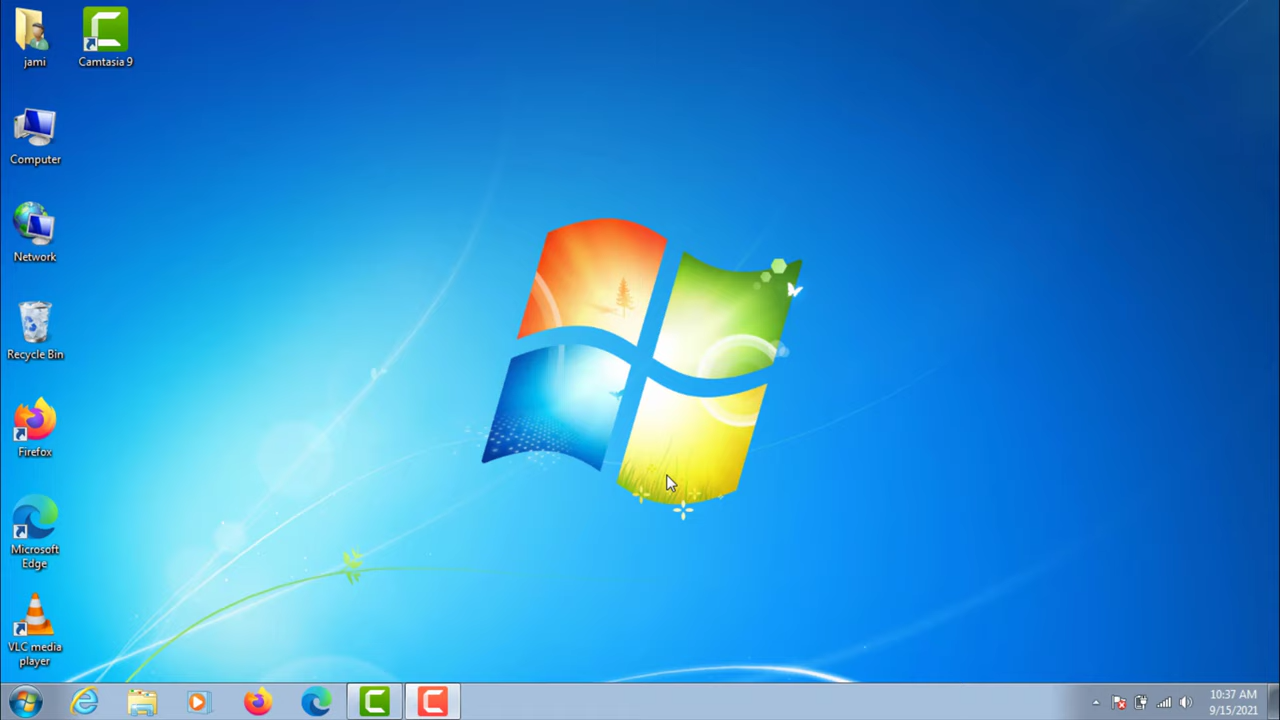 jami
Camtasia 9
Computer
Network
Recycle Bin
Firefox
Microsoft
Edge
VLC media
player
10:37 AM
9/15/2021